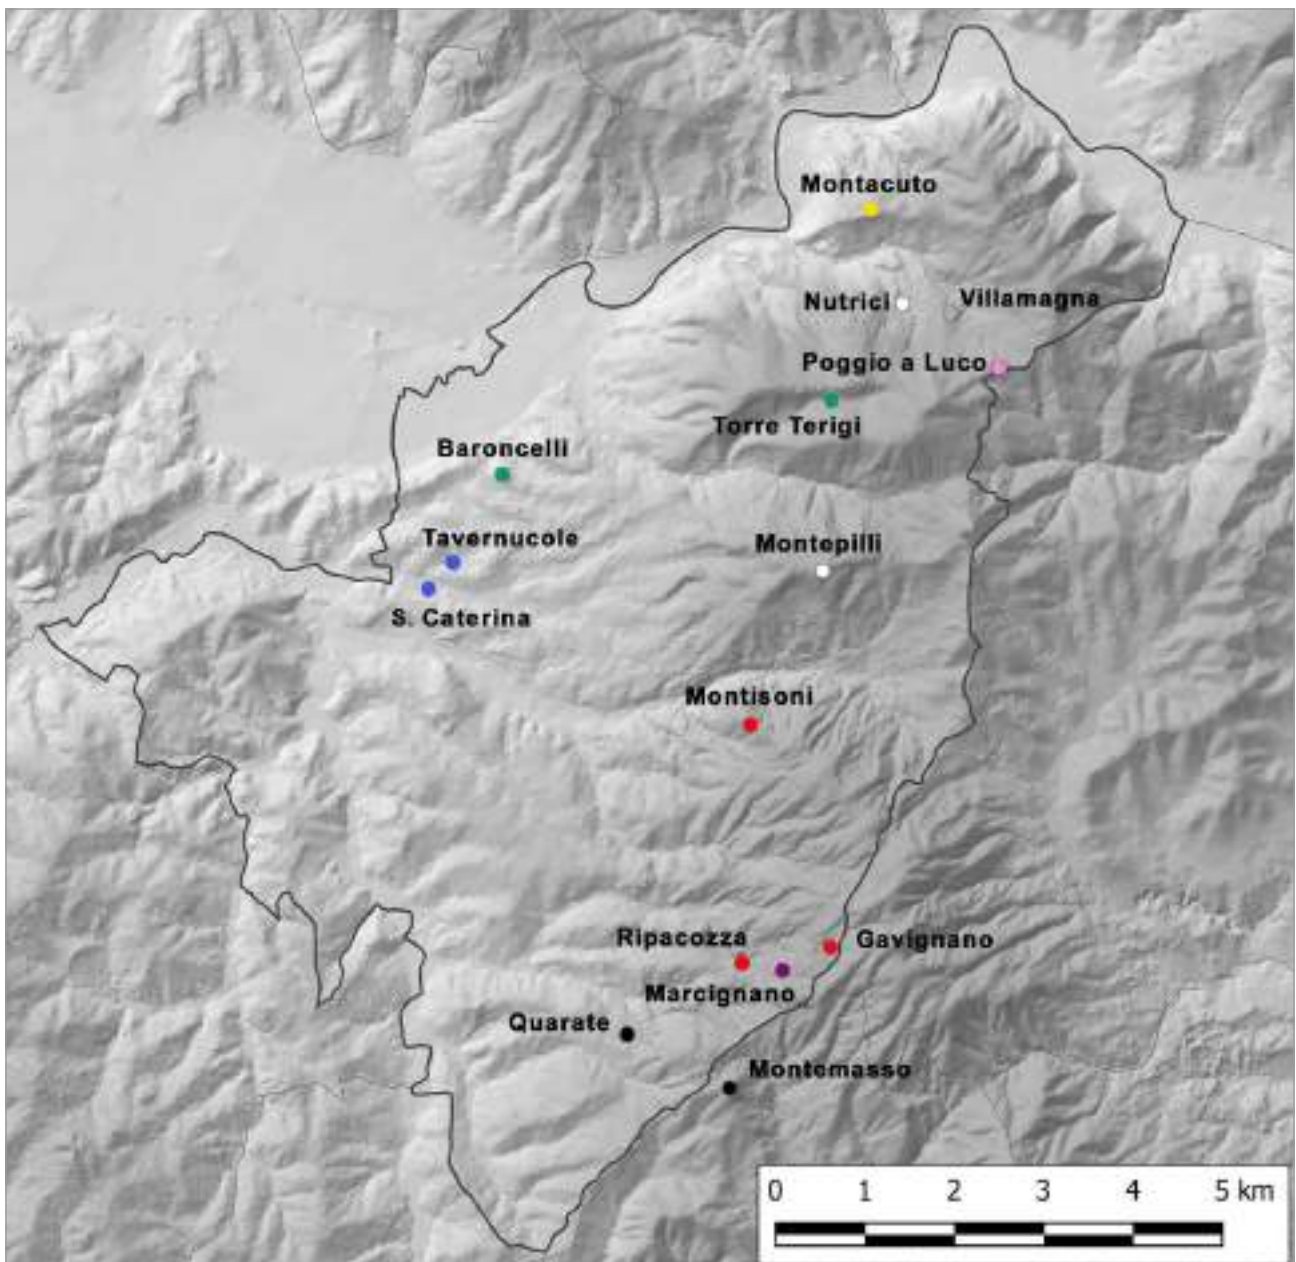 Montacuto
Nutrici
Villamagna
Poggio a Luco
Torre Terigi
Baroncelli
Tavernucole
Montepilli
S. Caterina
Montisoni
Ripacozza
Gavignano
Marcignano
Quarate
Montemasso
0 1 2 3 4 5 km